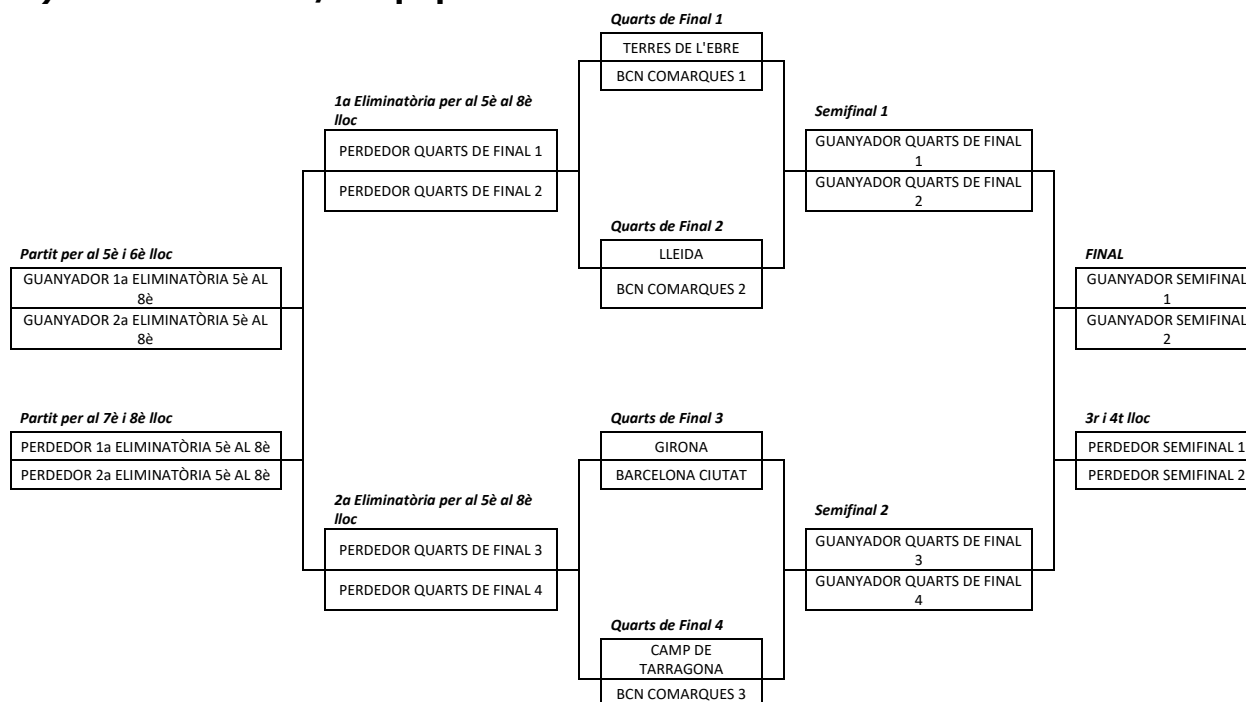 Quarts de Final 1
TERRES DE L'EBRE
BCN COMARQUES 1
1a Eliminatòria per al 5è al 8è
lloc
PERDEDOR QUARTS DE FINAL 1
PERDEDOR QUARTS DE FINAL 2
Semifinal 1
GUANYADOR QUARTS DE FINAL
1
GUANYADOR QUARTS DE FINAL
2
Quarts de Final 2
LLEIDA
BCN COMARQUES 2
Partit per al 5è i 6è lloc
GUANYADOR 1a ELIMINATÒRIA 5è AL
8è
GUANYADOR 2a ELIMINATÒRIA 5è AL
8è
FINAL
GUANYADOR SEMIFINAL
1
GUANYADOR SEMIFINAL
2
Partit per al 7è i 8è lloc
PERDEDOR 1a ELIMINATÒRIA 5è AL 8è
PERDEDOR 2a ELIMINATÒRIA 5è AL 8è
Quarts de Final 3
GIRONA
BARCELONA CIUTAT
3r i 4t lloc
PERDEDOR SEMIFINAL 1
PERDEDOR SEMIFINAL 2
2a Eliminatòria per al 5è al 8è
lloc
PERDEDOR QUARTS DE FINAL 3
PERDEDOR QUARTS DE FINAL 4
Semifinal 2
GUANYADOR QUARTS DE FINAL
3
GUANYADOR QUARTS DE FINAL
4
Quarts de Final 4
CAMP DE
TARRAGONA
BCN COMARQUES 3